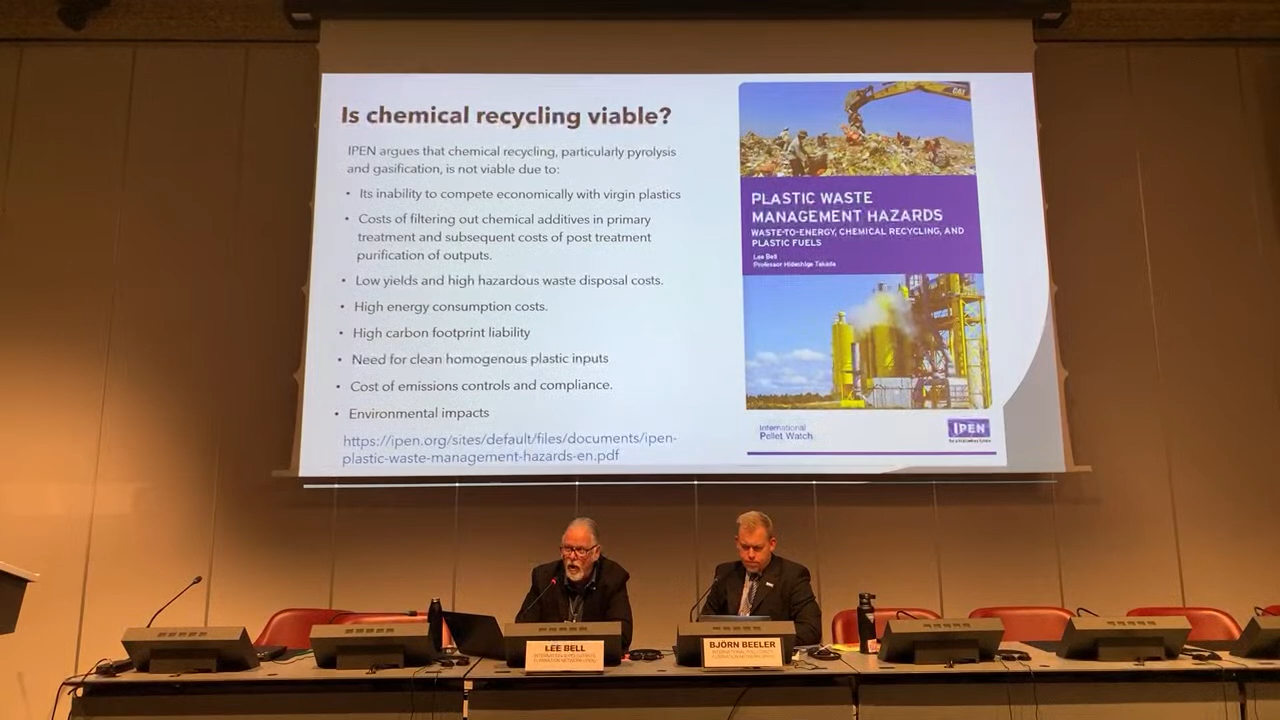 Is chemical recycling viable?
IPEN argues that chemical recycling, particularly pyrolysis
and gasification, is not viable due to:
• Its inability to compete economically with virgin plastics
• Costs of filtering out chemical additives in primary
treatment and subsequent costs of post treatment
purification of outputs.
• Low yields and high hazardous waste disposal costs.
• High energy consumption costs.
• High carbon footprint liability
• Need for clean homogenous plastic inputs
• Cost of emissions controls and compliance.
• Environmental impacts
https://ipen.org/sites/default/files/documents/ipen-
plastic-waste-management-hazards-en.pdf
CAT
PLASTIC WASTE
MANAGEMENT HAZARDS
WASTE-TO-ENERGY, CHEMICAL RECYCLING, AND
PLASTIC FUELS
Lee Bell
Professor Hideshige Takada
International
Pellet Watch
IPEN
LEE BELL
BJÖRN BEELER
INTERNATIONAL POLLUTANTS